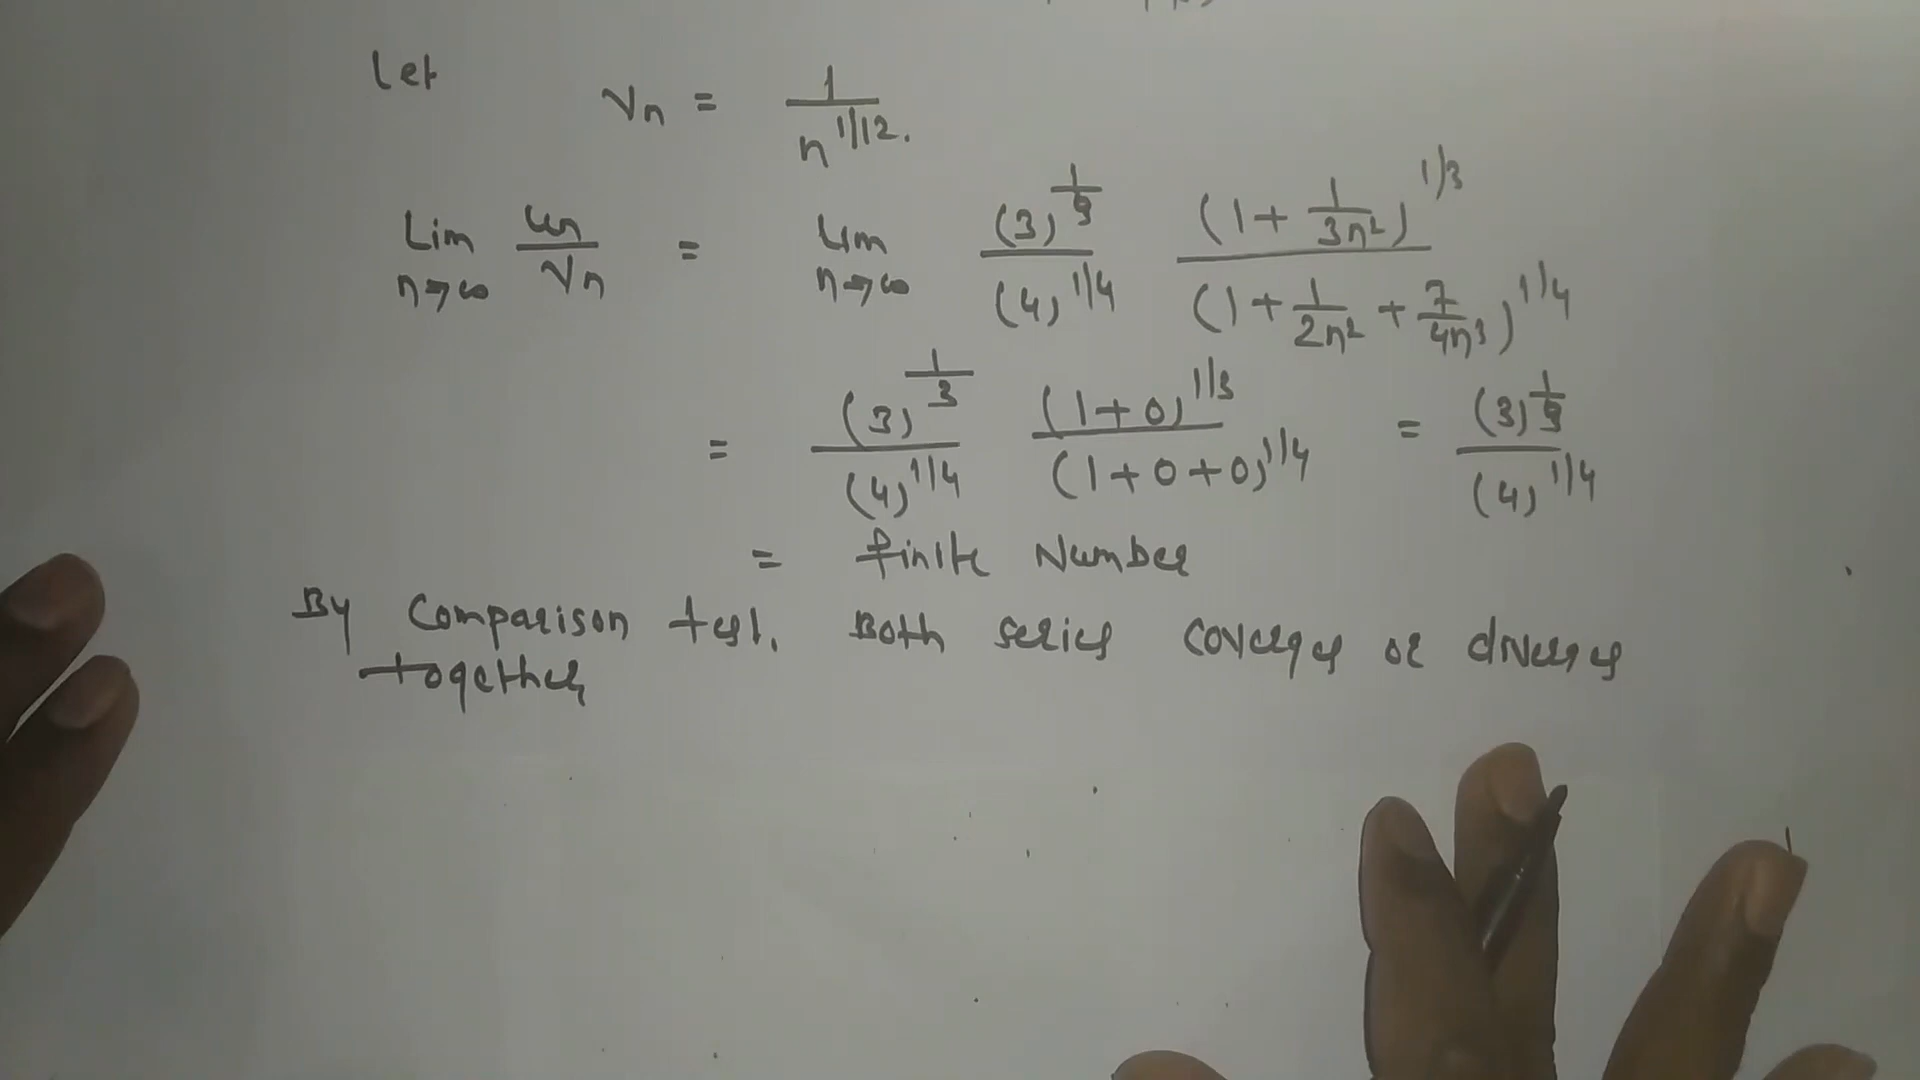 Let vn = 1/n^1/12.
Lim n→∞ un/vn = Lim n→∞ (3)^1/3/(4)^1/4 (1+1/3n²)^1/3/(1+1/2n²+7/4n³)^1/4
= (3)^1/3/(4)^1/4 (1+0)^1/3/(1+0+0)^1/4 = (3)^1/3/(4)^1/4
= finite Number
By Comparison test. Both series coverges or diverges
together